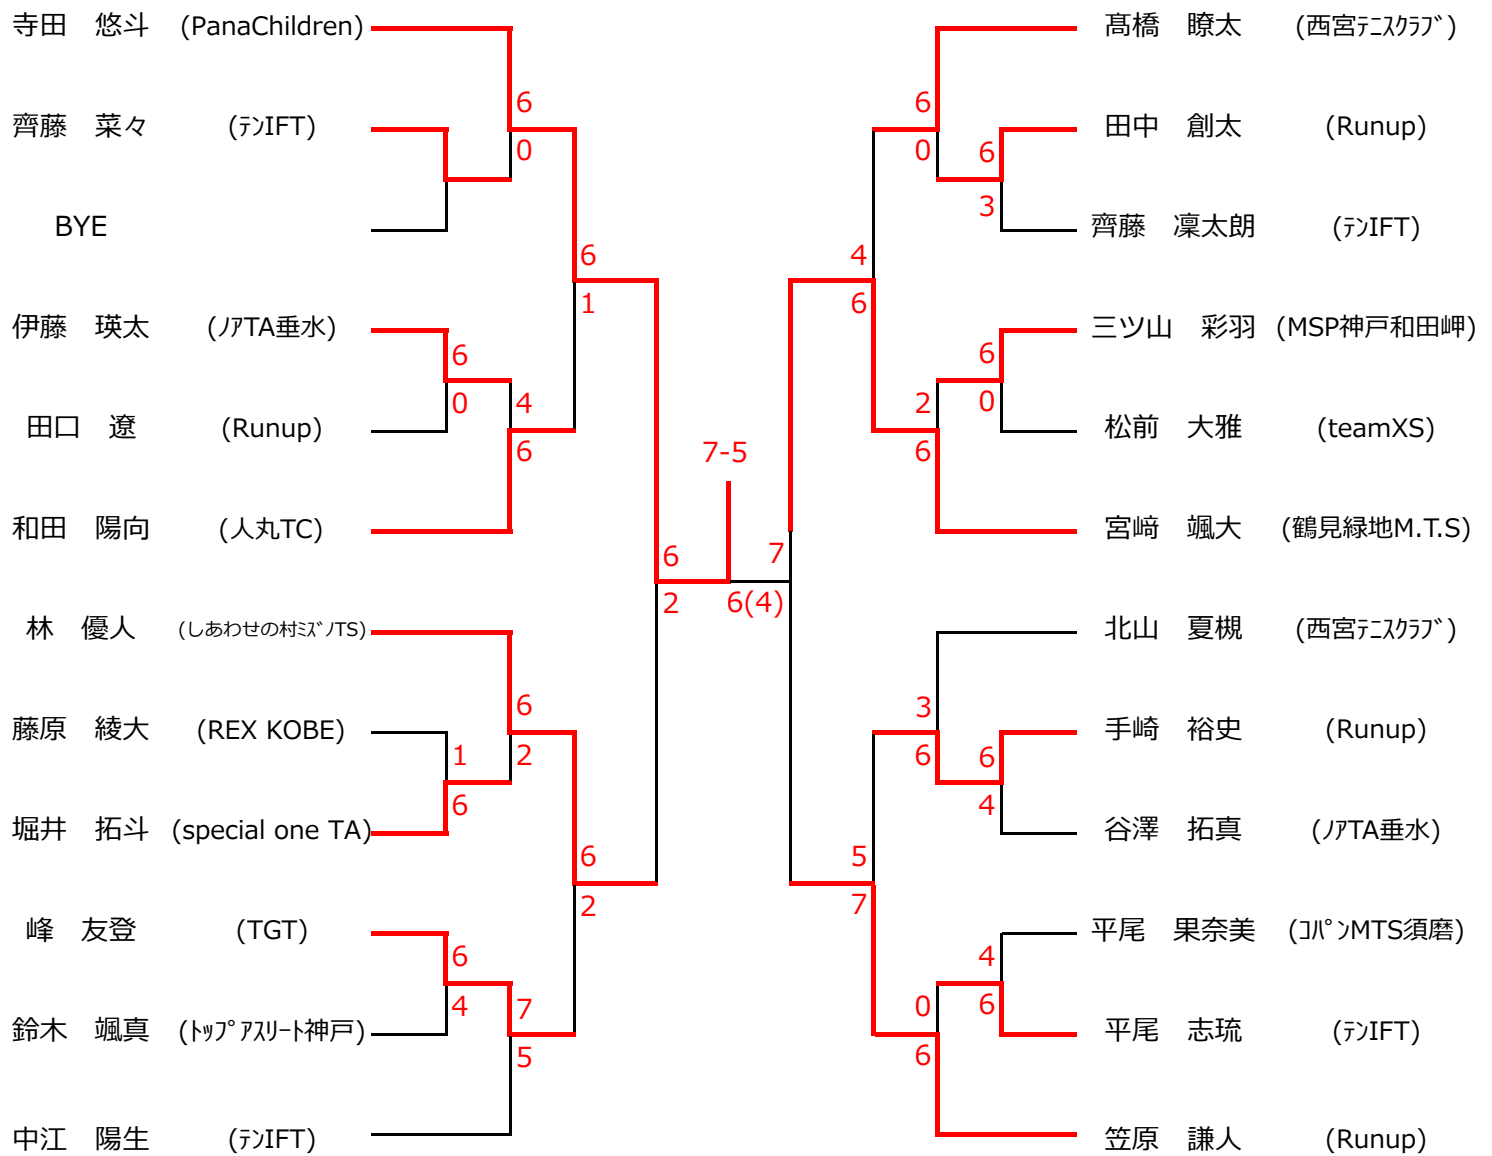 寺田　悠斗 (PanaChildren)
6
0
齊藤　菜々 (ﾃﾝIFT)
BYE
6
1
伊藤　瑛太 (ﾉｱTA垂水)
6
0
田口　遼 (Runup)
4
6
和田　陽向 (人丸TC)
6
2
林　優人 (しあわせの村ﾐｽﾞﾉTS)
6
2
藤原　綾大 (REX KOBE)
1
6
堀井　拓斗 (special one TA)
6
2
峰　友登 (TGT)
6
4
鈴木　颯真 (ﾄｯﾌﾟｱｽﾘｰﾄ神戸)
7
5
中江　陽生 (ﾃﾝIFT)
7-5
7
6(4)
髙橋　瞭太 (西宮ﾃﾆｽｸﾗﾌﾞ)
6
0
田中　創太 (Runup)
6
3
齊藤　凜太朗 (ﾃﾝIFT)
4
6
三ツ山　彩羽 (MSP神戸和田岬)
6
0
松前　大雅 (teamXS)
2
6
宮﨑　颯大 (鶴見緑地M.T.S)
北山　夏槻 (西宮ﾃﾆｽｸﾗﾌﾞ)
3
6
手崎　裕史 (Runup)
6
4
谷澤　拓真 (ﾉｱTA垂水)
5
7
平尾　果奈美 (ｺﾊﾟﾝMTS須磨)
4
6
平尾　志琉 (ﾃﾝIFT)
0
6
笠原　謙人 (Runup)